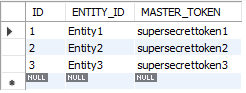 ID ENTITY_ID MASTER_TOKEN
1 Entity1 supersecrettoken1
2 Entity2 supersecrettoken2
3 Entity3 supersecrettoken3
NULL NULL NULL